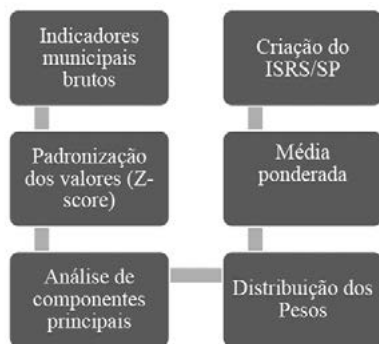 Indicadores
municipais
brutos
Padronização
dos valores (Z-
score)
Análise de
componentes
principais
Distribuição dos
Pesos
Média
ponderada
Criação do
ISRS/SP